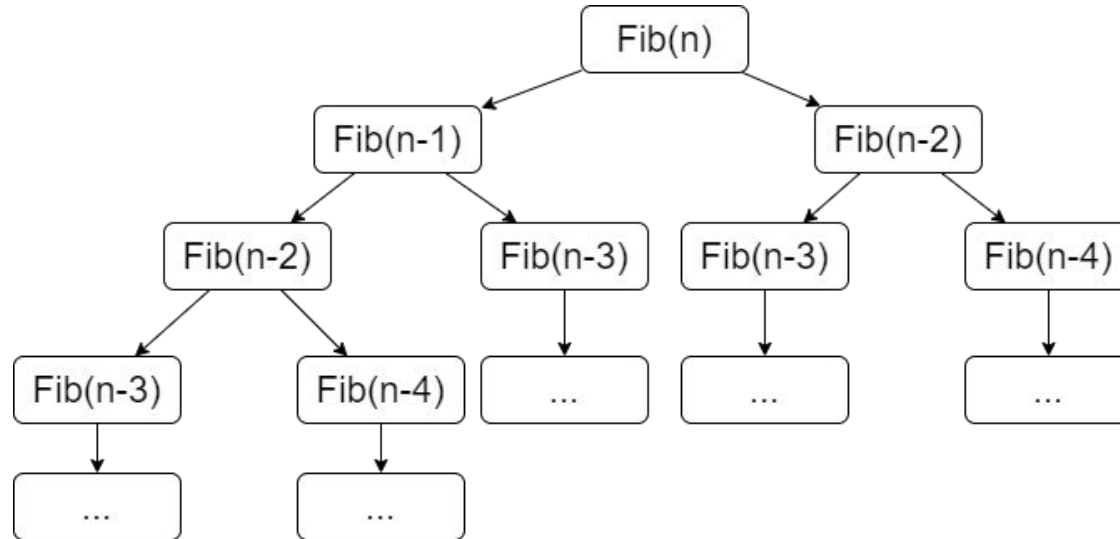 Fib(n)
Fib(n-1)
Fib(n-2)
Fib(n-2)
Fib(n-3)
Fib(n-3)
Fib(n-4)
Fib(n-3)
Fib(n-4)
...
...
...
...
...